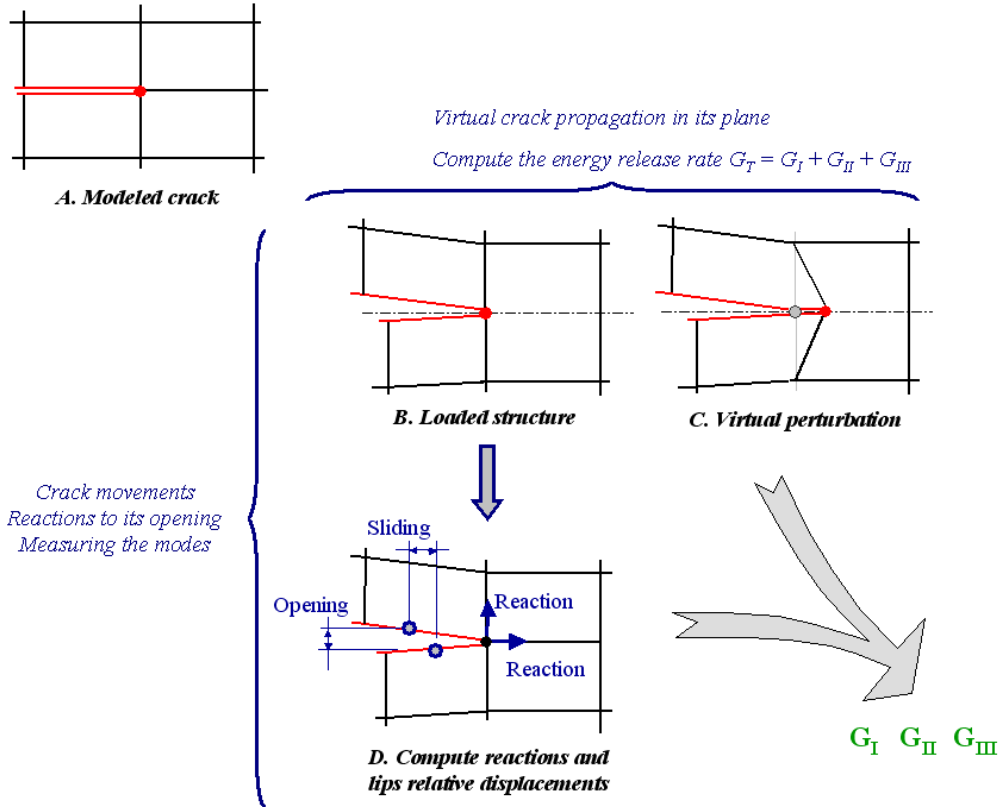 Virtual crack propagation in its plane
Compute the energy release rate G_T = G_I + G_II + G_III
A. Modeled crack
B. Loaded structure
C. Virtual perturbation
Crack movements
Reactions to its opening
Measuring the modes
Sliding
Opening
Reaction
Reaction
D. Compute reactions and
lips relative displacements
G_I G_II G_III